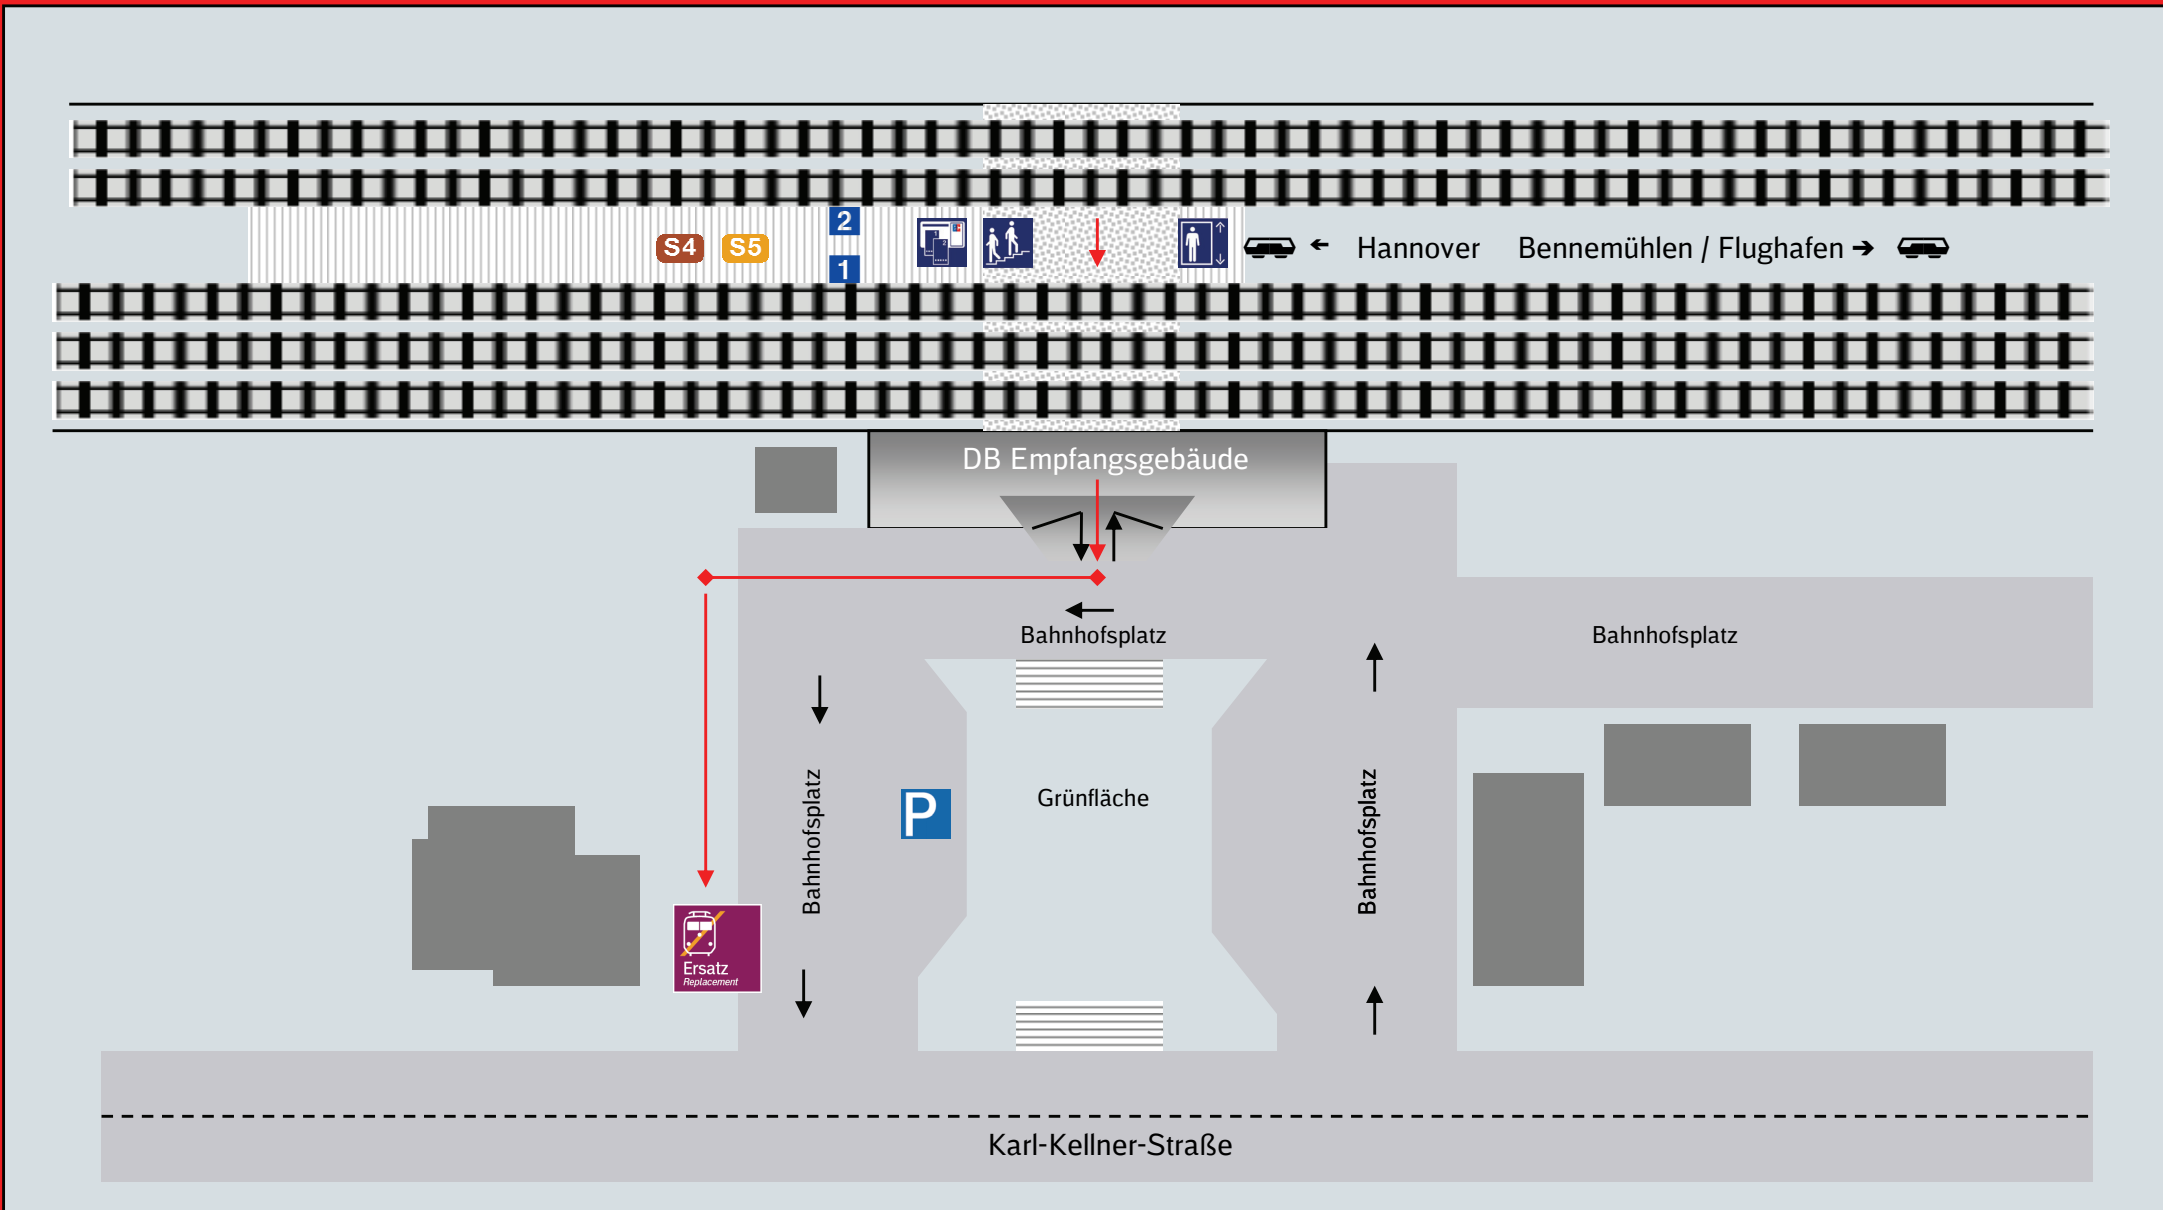 2
S4 S5
1
Hannover Bennemühlen / Flughafen
DB Empfangsgebäude
Bahnhofsplatz
Bahnhofsplatz
Bahnhofsplatz
P
Grünfläche
Bahnhofsplatz
Ersatz
Replacement
Karl-Kellner-Straße